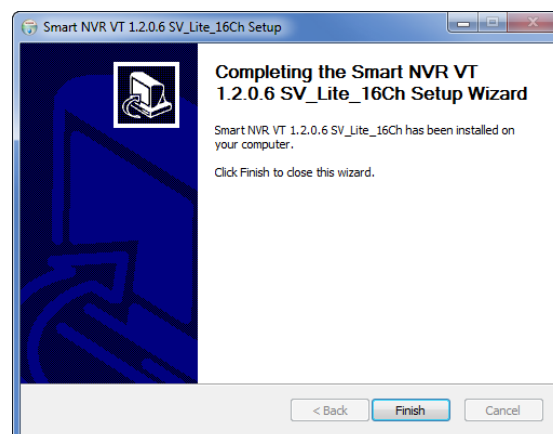 Smart NVR VT 1.2.0.6 SV_Lite_16Ch Setup
Completing the Smart NVR VT
1.2.0.6 SV_Lite_16Ch Setup Wizard
Smart NVR VT 1.2.0.6 SV_Lite_16Ch has been installed on
your computer.
Click Finish to close this wizard.
< Back
Finish
Cancel